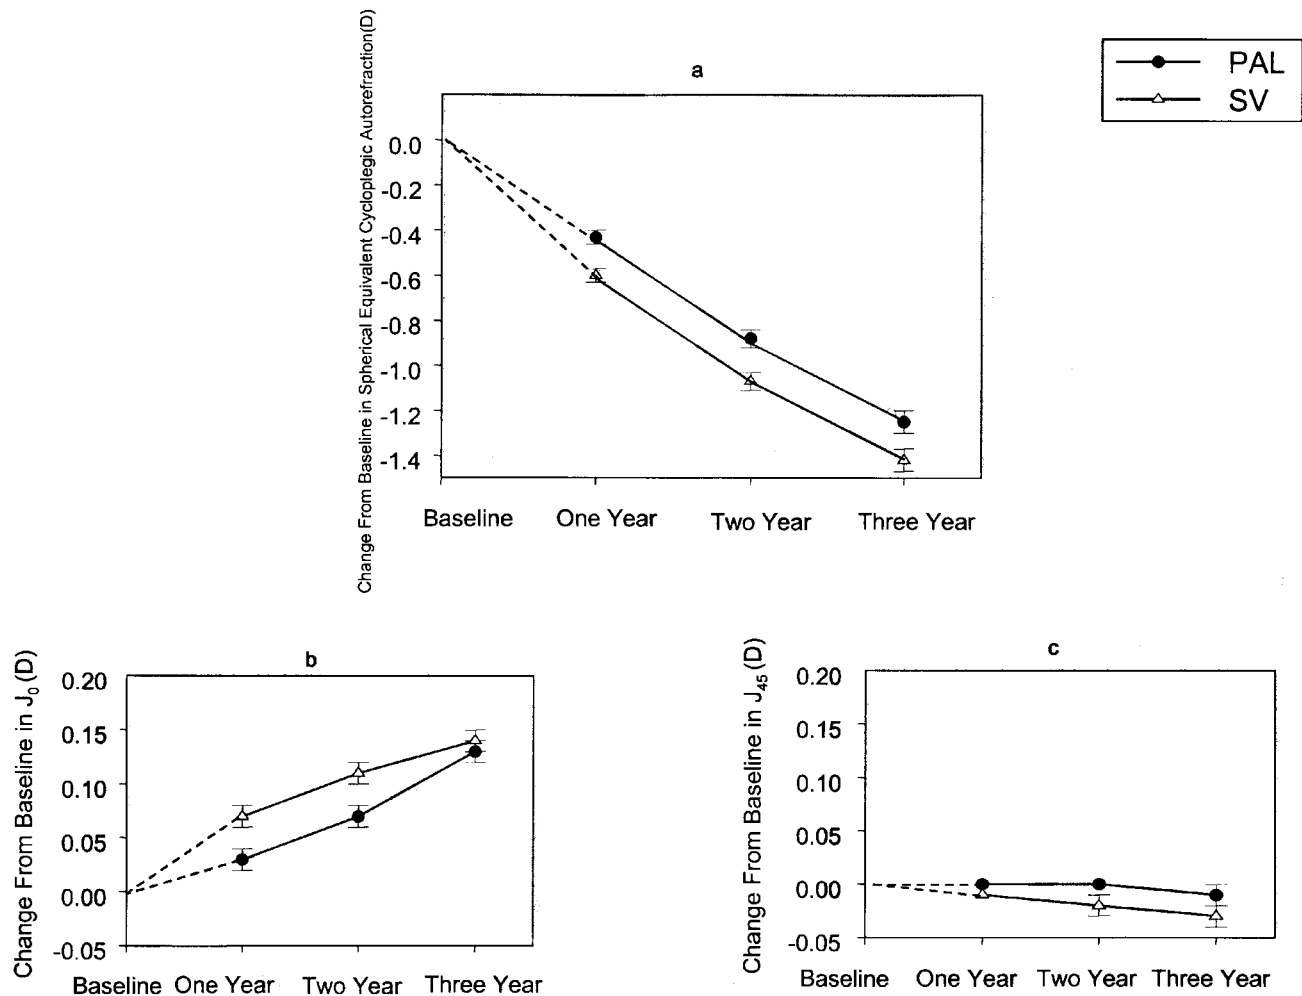 Change From Baseline in Spherical Equivalent Cycloplegic Autorefraction(D)
a
PAL
SV
0.0
-0.2
-0.4
-0.6
-0.8
-1.0
-1.2
-1.4
Baseline One Year Two Year Three Year
Change From Baseline in J0 (D)
b
0.20
0.15
0.10
0.05
0.00
-0.05
Baseline One Year Two Year Three Year
Change From Baseline in J45 (D)
c
0.20
0.15
0.10
0.05
0.00
-0.05
Baseline One Year Two Year Three Year